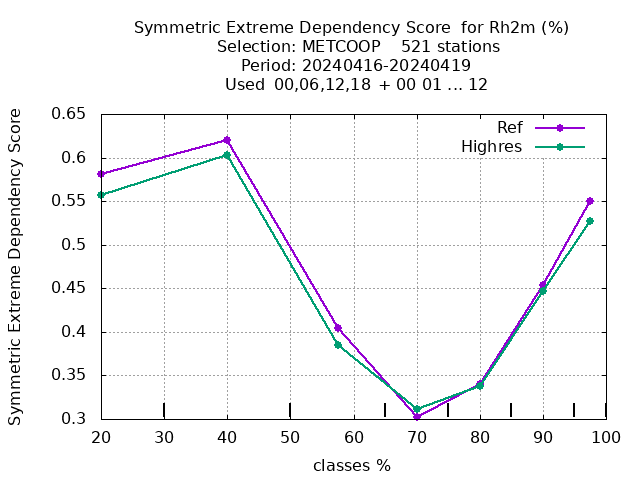 Symmetric Extreme Dependency Score  for Rh2m (%)
Selection: METCOOP    521 stations
Period: 20240416-20240419
Used  00,06,12,18 + 00 01 ... 12
Symmetric Extreme Dependency Score
0.65
0.6
0.55
0.5
0.45
0.4
0.35
0.3
Ref
Highres
20 30 40 50 60 70 80 90 100
classes %